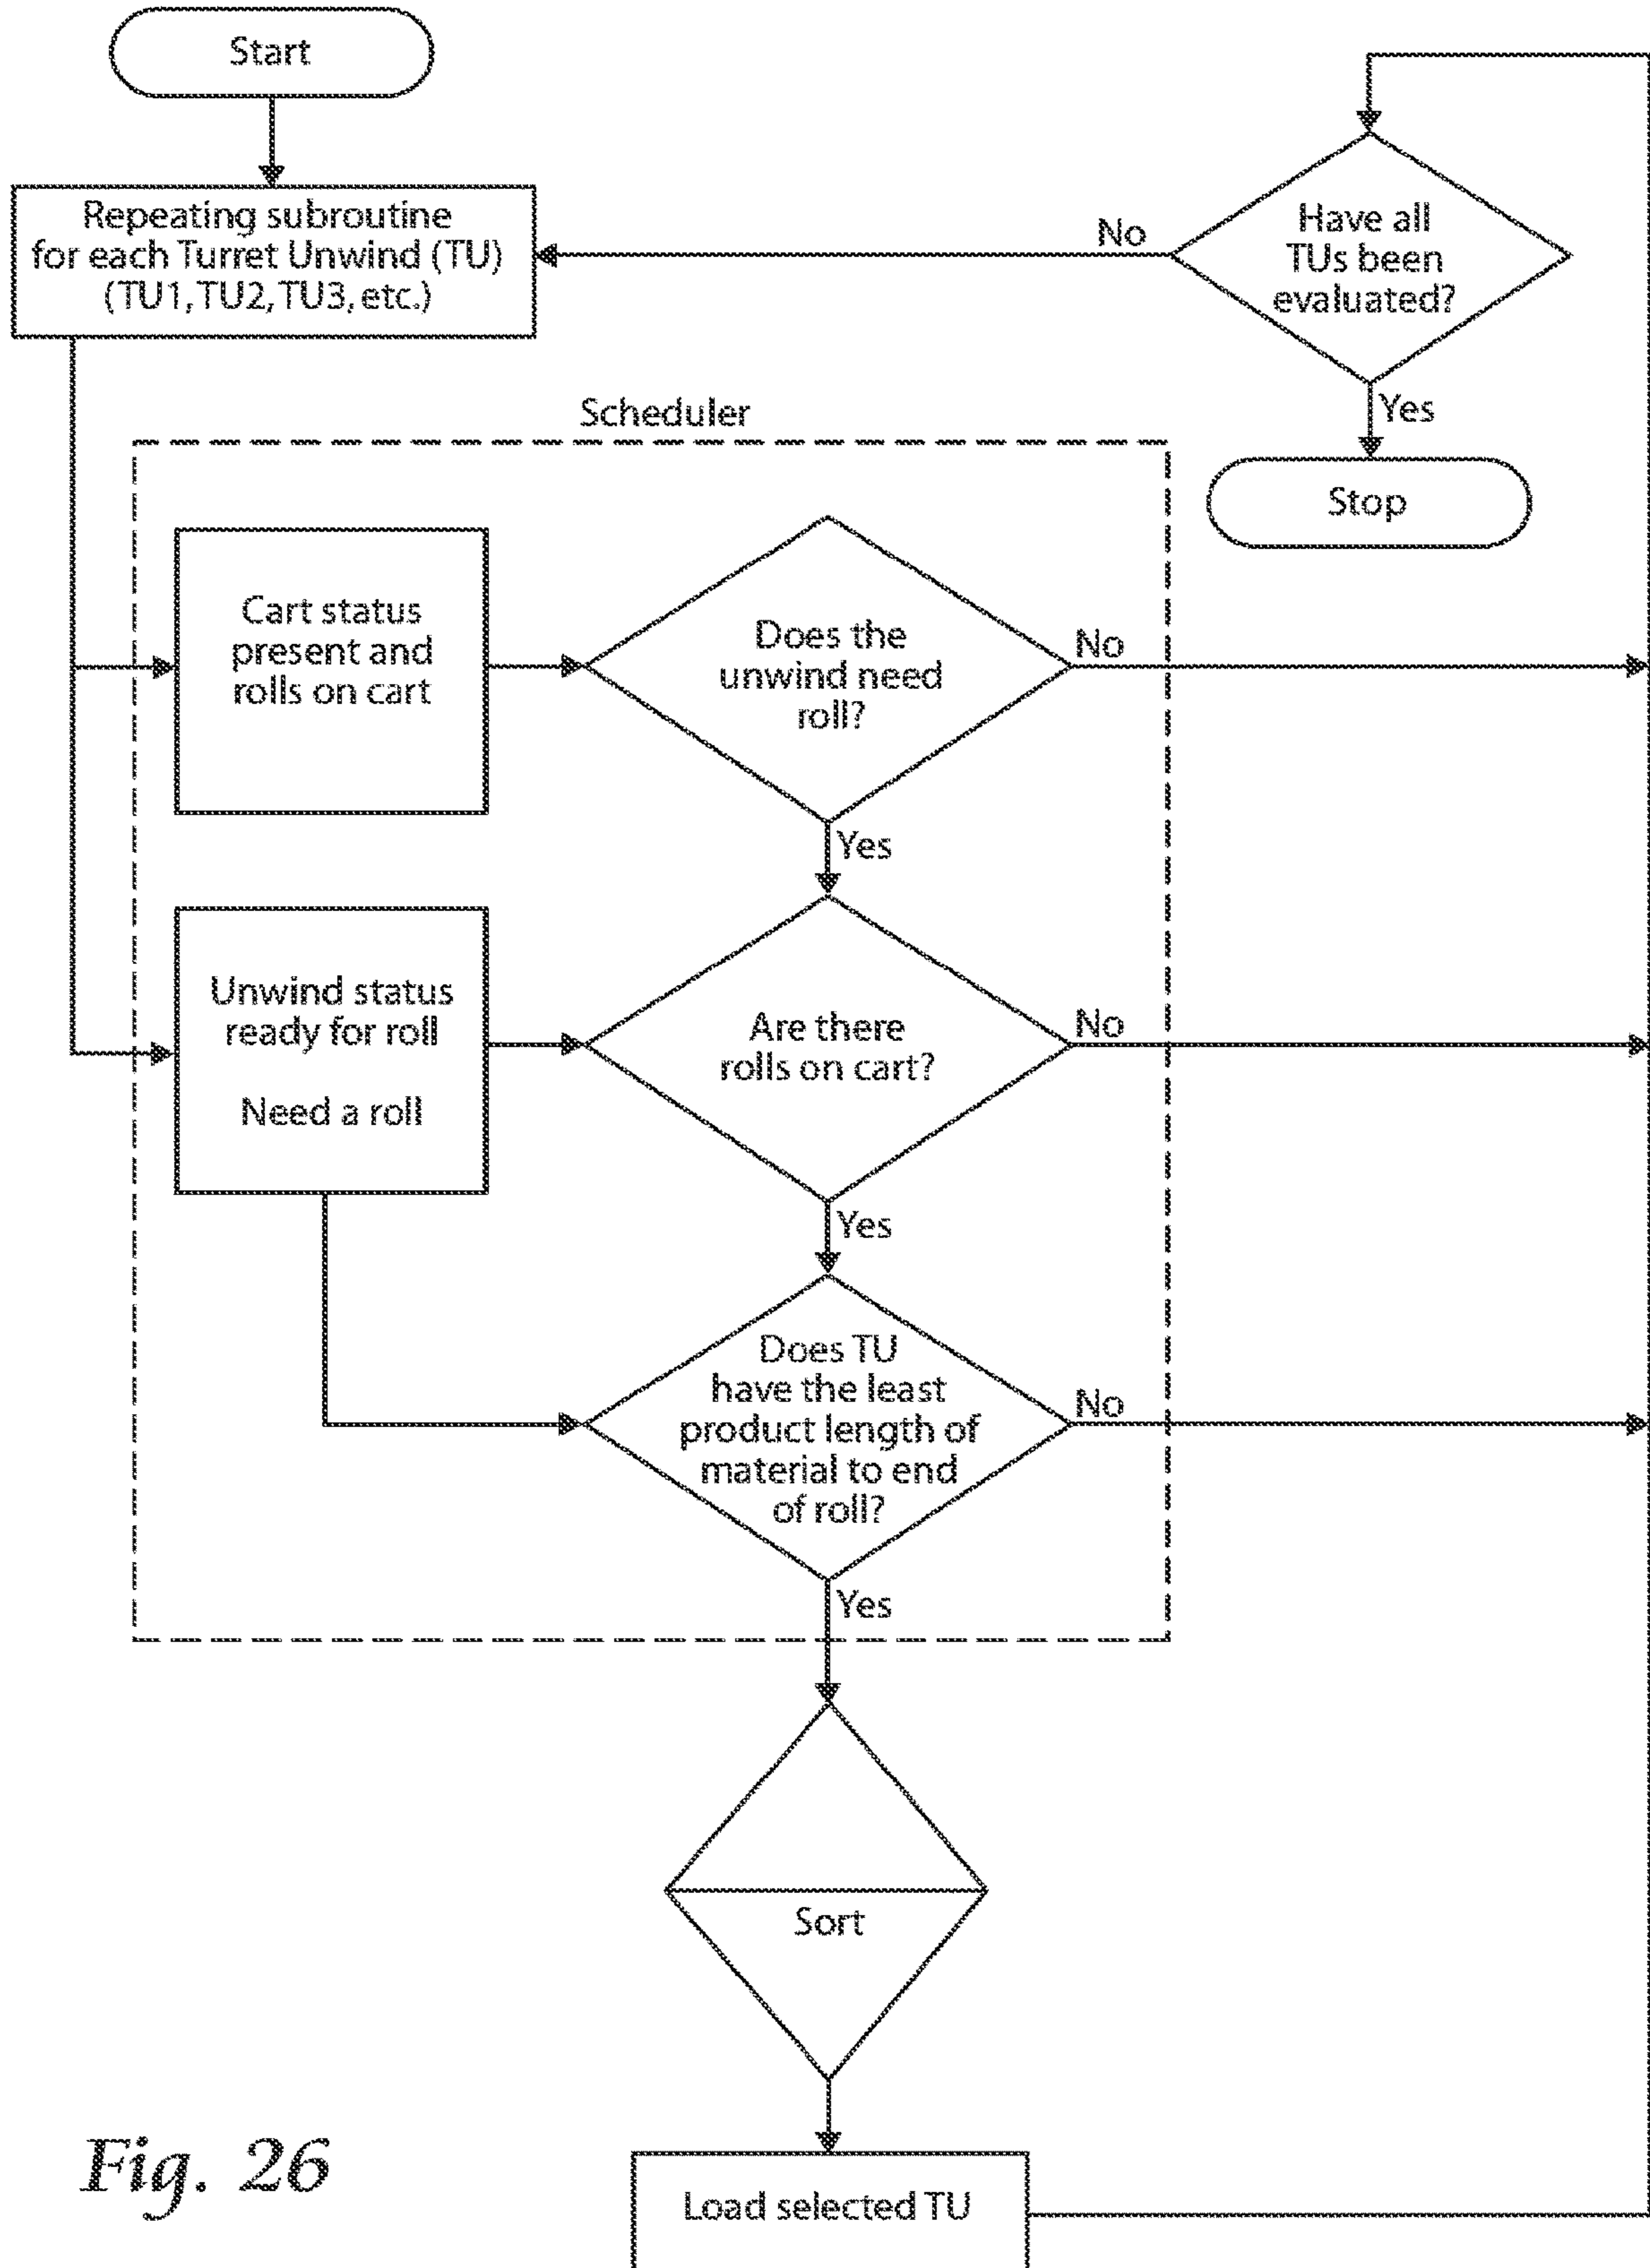 Start
Repeating subroutine
for each Turret Unwind (TU)
(TU1, TU2, TU3, etc.)
No
Have all
TUs been
evaluated?
Yes
Stop
Scheduler
Cart status
present and
rolls on cart
Does the
unwind need
roll?
No
Yes
Unwind status
ready for roll
Need a roll
Are there
rolls on cart?
No
Yes
Does TU
have the least
product length of
material to end
of roll?
No
Yes
Sort
Load selected TU
Fig. 26